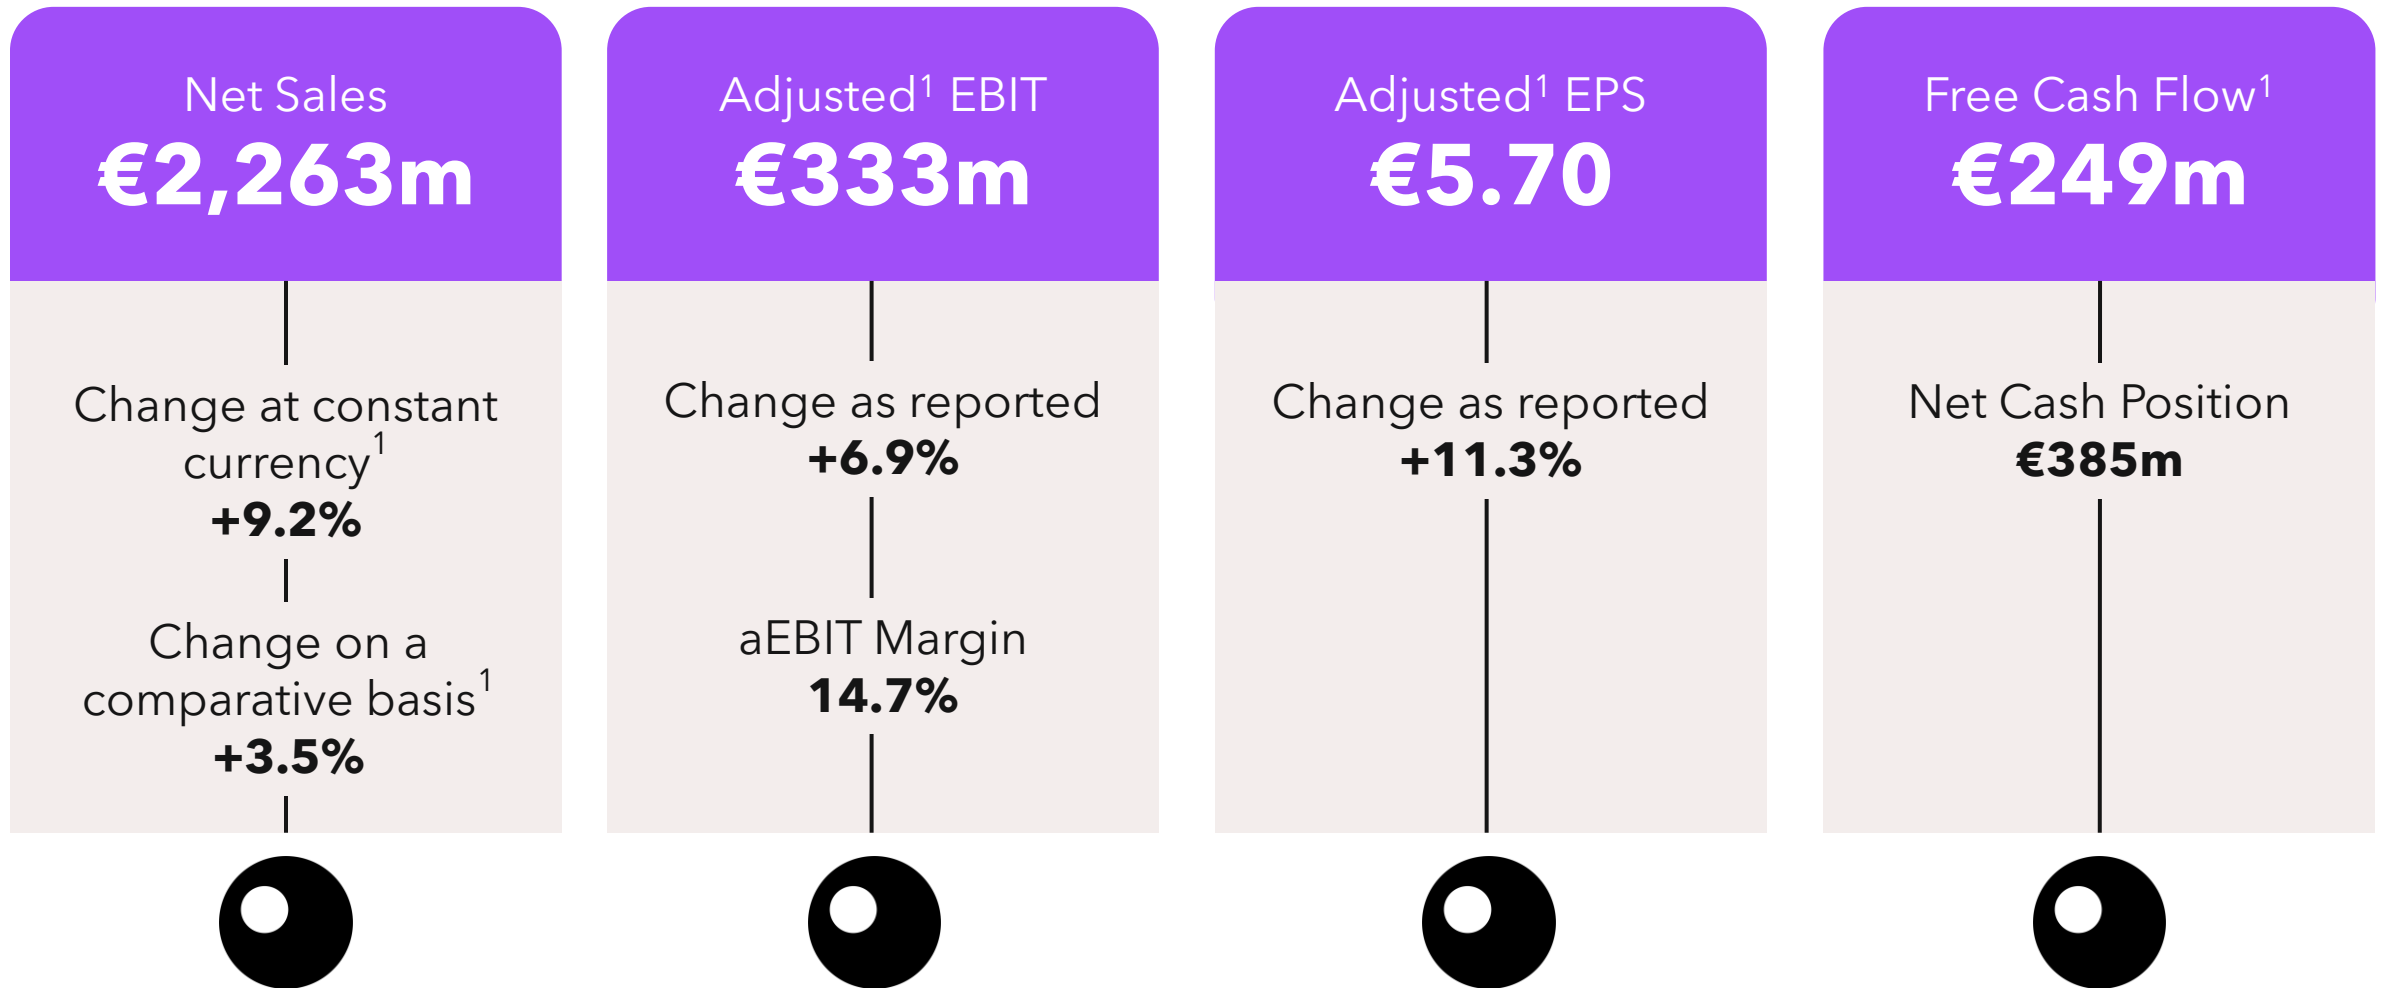 Net Sales
€2,263m
Change at constant
currency¹
+9.2%
Change on a
comparative basis¹
+3.5%
Adjusted¹ EBIT
€333m
Change as reported
+6.9%
aEBIT Margin
14.7%
Adjusted¹ EPS
€5.70
Change as reported
+11.3%
Free Cash Flow¹
€249m
Net Cash Position
€385m